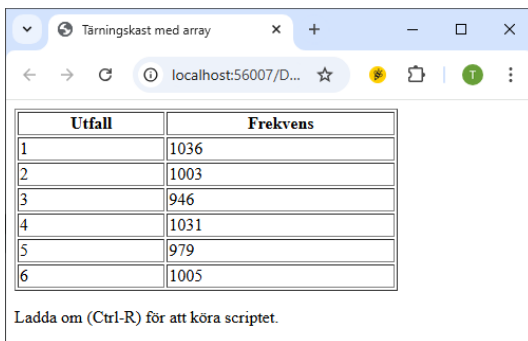 Tärningskast med array
localhost:56007/D...
T
Utfall Frekvens
1 1036
2 1003
3 946
4 1031
5 979
6 1005
Ladda om (Ctrl-R) för att köra scriptet.